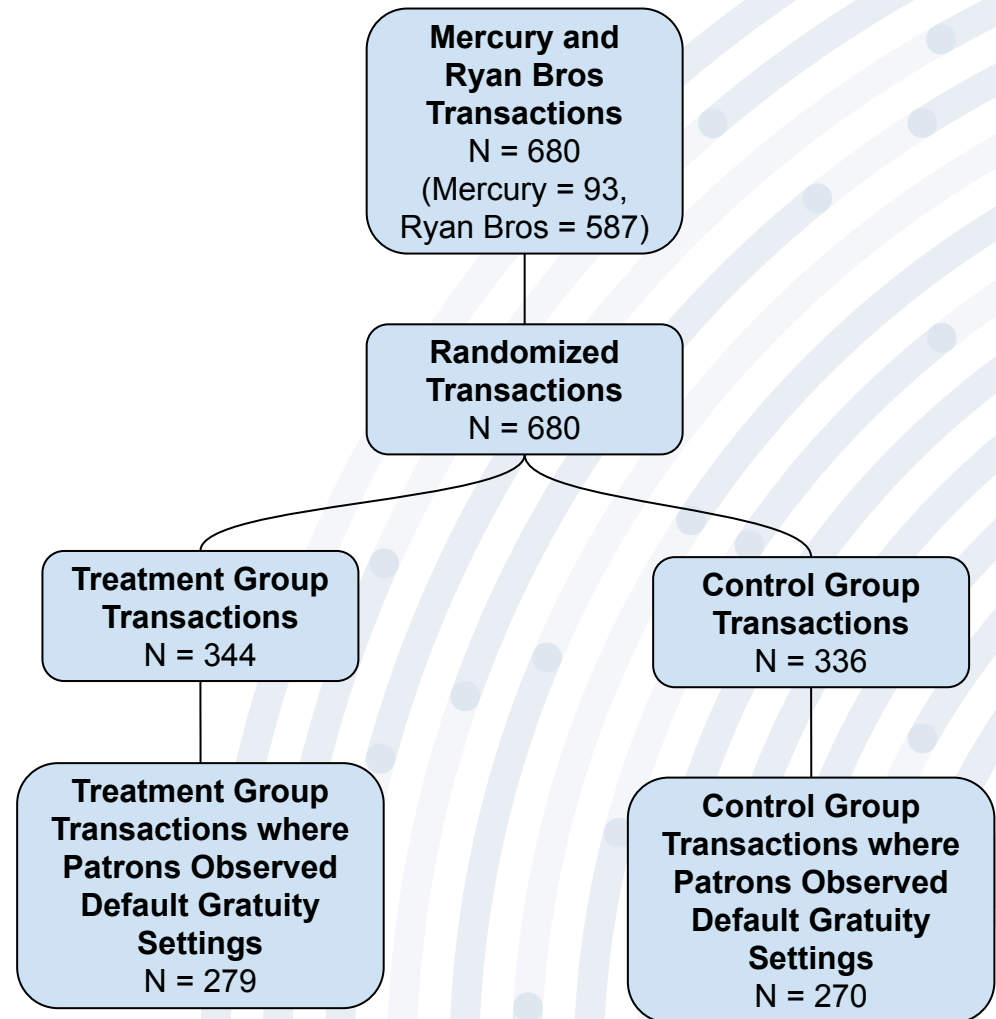 Mercury and
Ryan Bros
Transactions
N = 680
(Mercury = 93,
Ryan Bros = 587)
Randomized
Transactions
N = 680
Treatment Group
Transactions
N = 344
Control Group
Transactions
N = 336
Treatment Group
Transactions where
Patrons Observed
Default Gratuity
Settings
N = 279
Control Group
Transactions where
Patrons Observed
Default Gratuity
Settings
N = 270